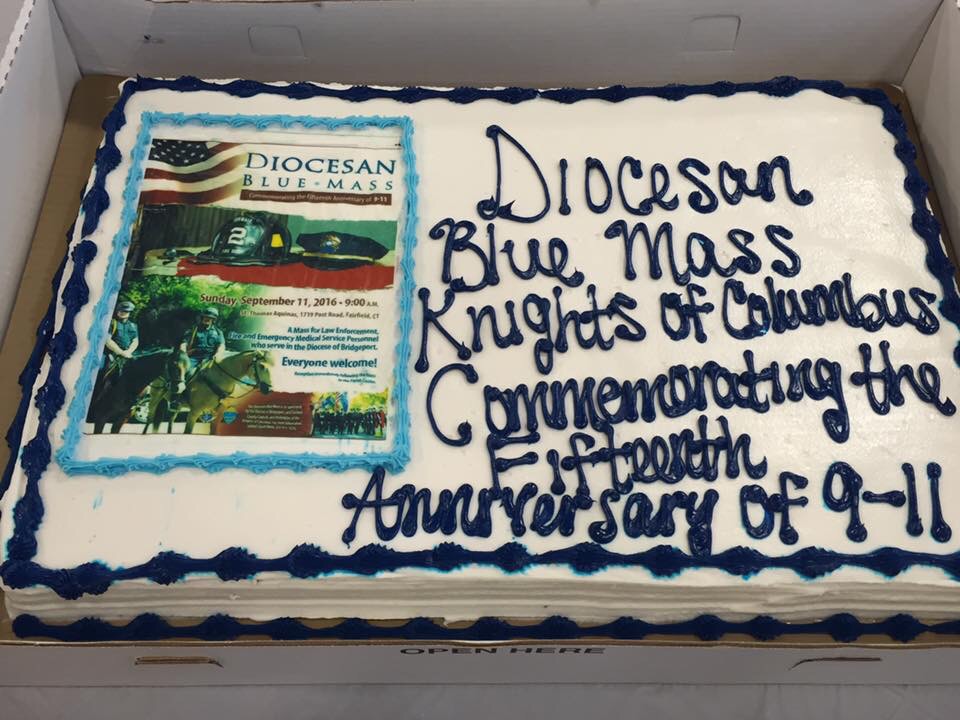 DIOCESAN
BLUE • MASS
Commemorating the Fifteenth Anniversary of 9-11
2
Sunday, September 11, 2016 - 9:00 A.M.
St. Thomas Aquinas, 1719 Post Road, Fairfield, CT
A Mass for Law Enforcement,
Fire and Emergency Medical Service Personnel
who serve in the Diocese of Bridgeport.
Everyone welcome!
Diocesan
Blue Mass
Knights of Columbus
Commemorating the
Fifteenth
Annrversary of 9-11
OPEN HERE